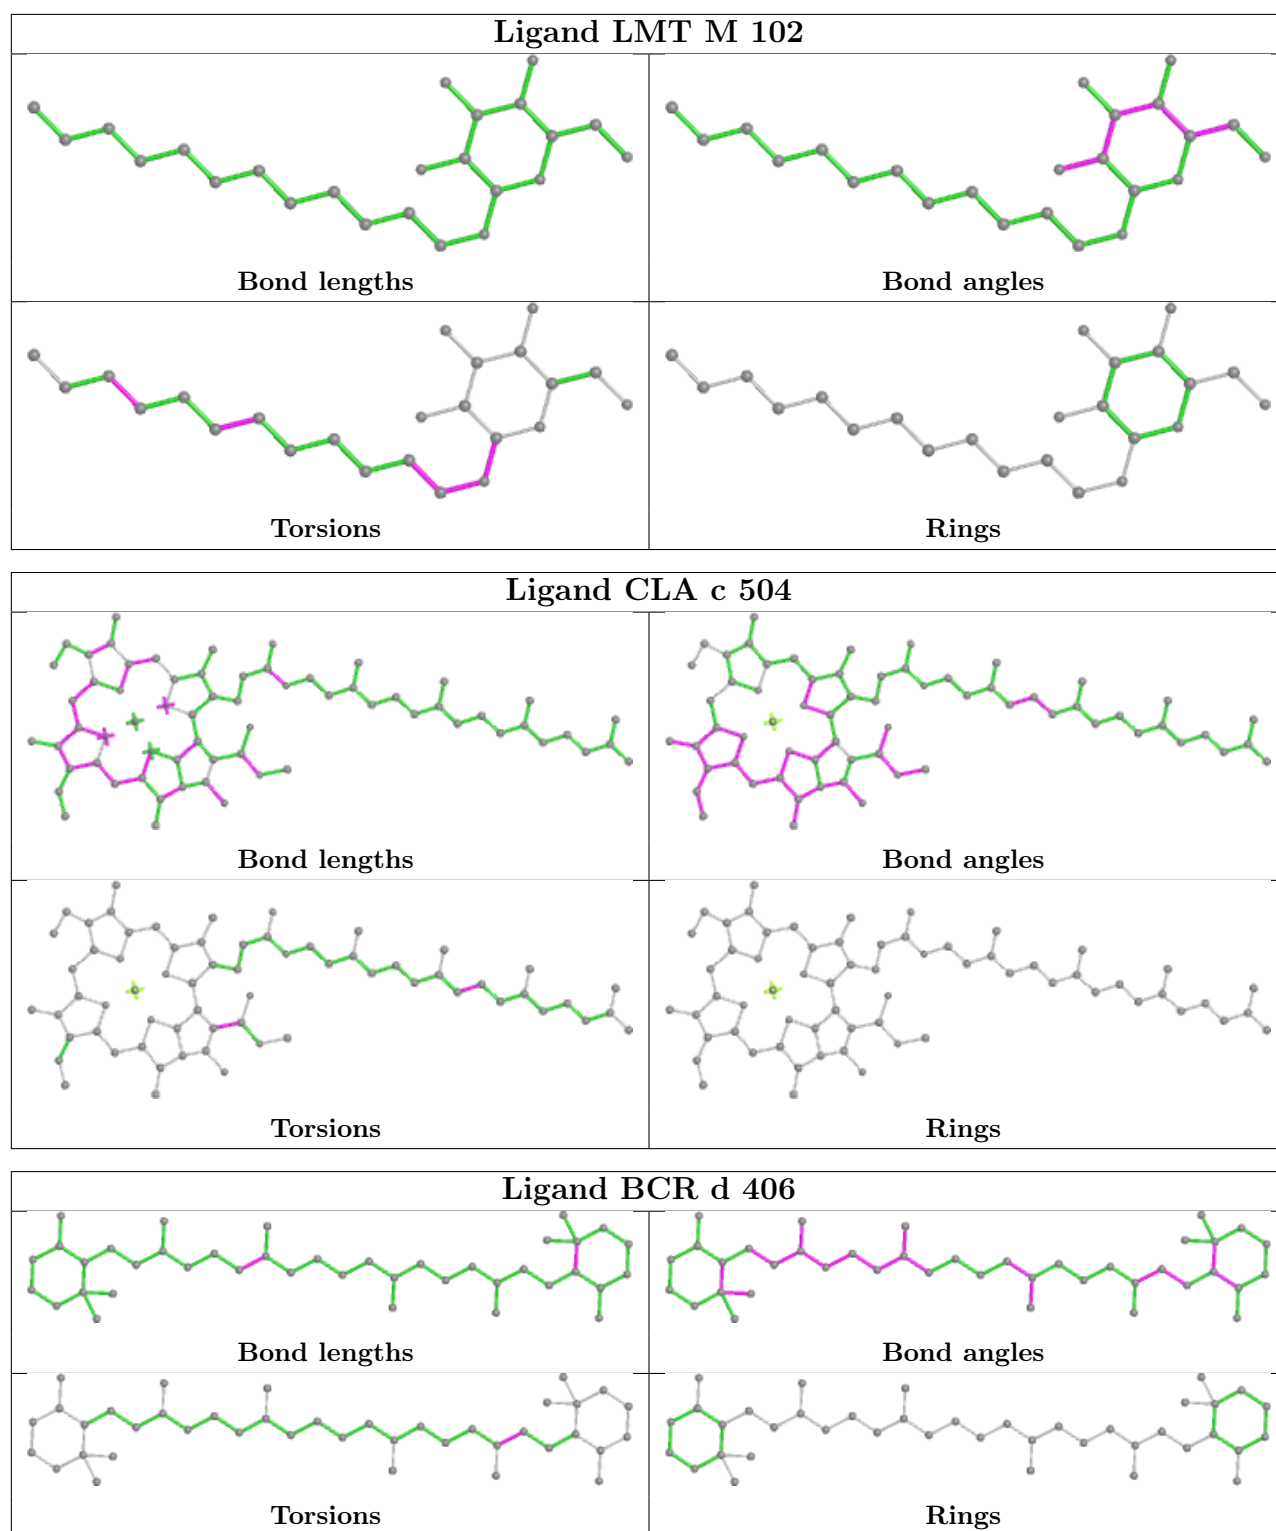 Ligand LMT M 102
Bond lengths
Bond angles
Torsions
Rings
Ligand CLA c 504
Bond lengths
Bond angles
Torsions
Rings
Ligand BCR d 406
Bond lengths
Bond angles
Torsions
Rings